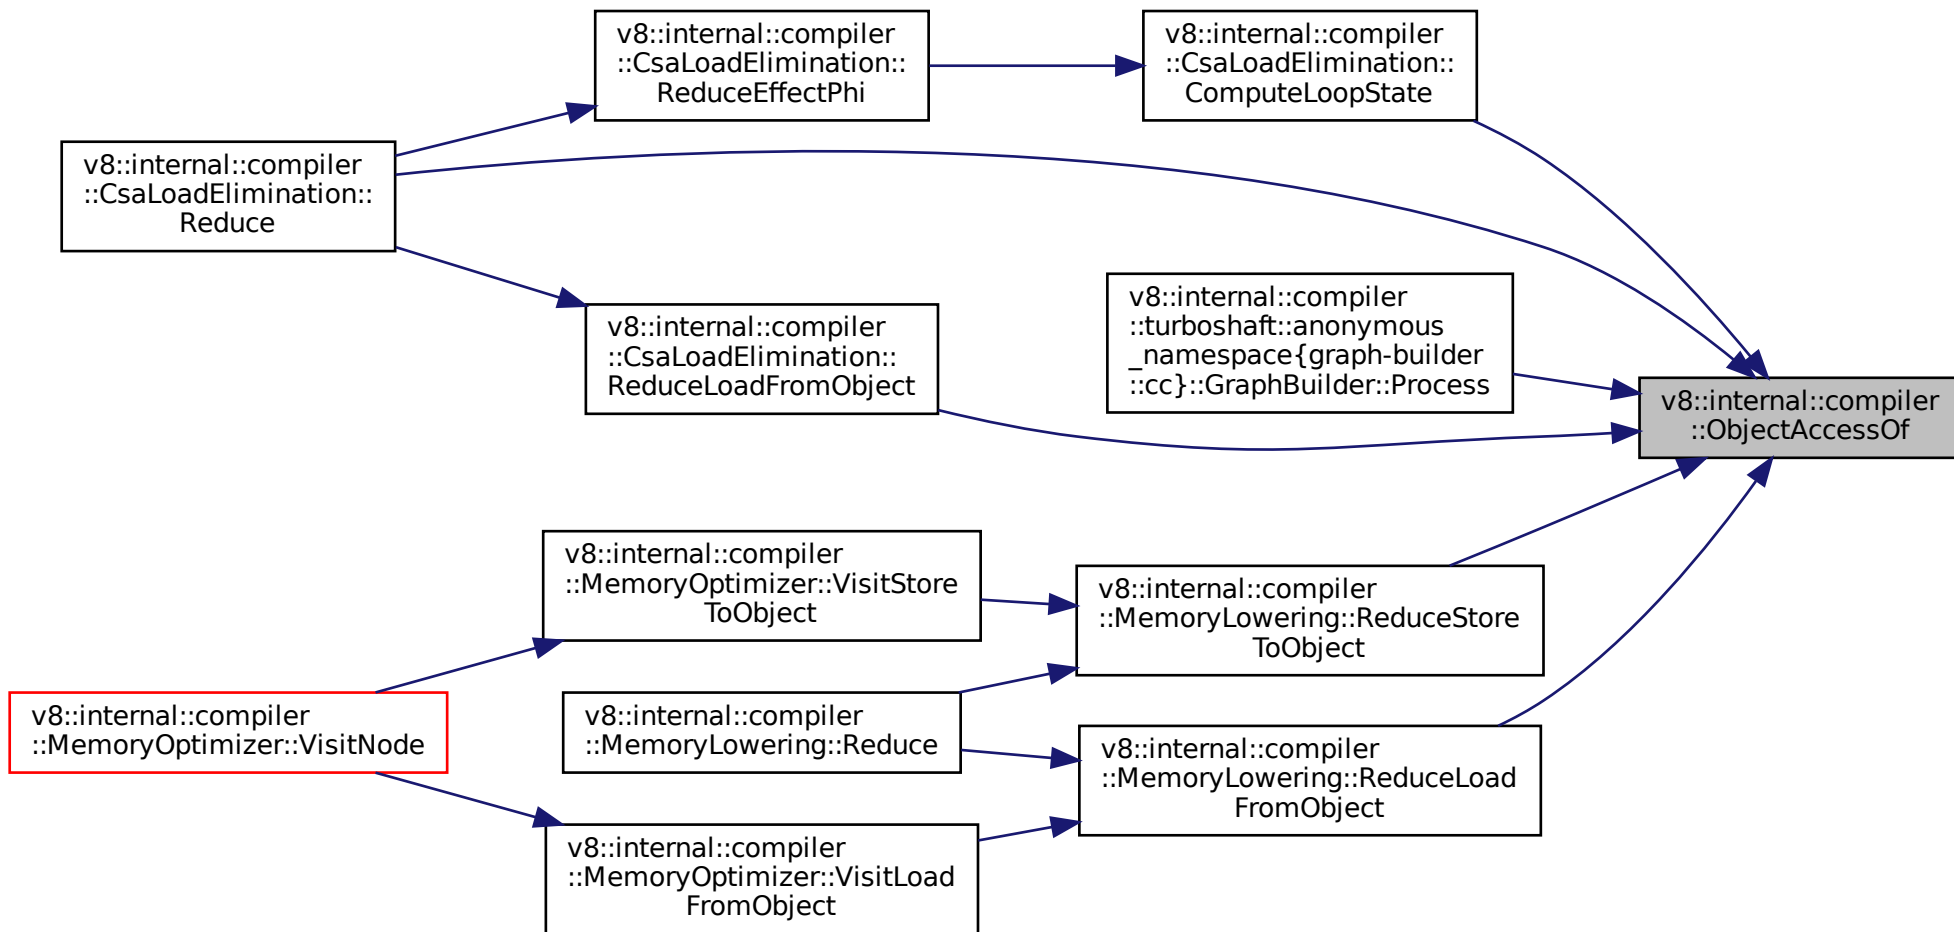 v8::internal::compiler
::CsaLoadElimination::
ReduceEffectPhi
v8::internal::compiler
::CsaLoadElimination::
ComputeLoopState
v8::internal::compiler
::CsaLoadElimination::
Reduce
v8::internal::compiler
::turboshaft::anonymous
_namespace{graph-builder
::cc}::GraphBuilder::Process
v8::internal::compiler
::CsaLoadElimination::
ReduceLoadFromObject
v8::internal::compiler
::ObjectAccessOf
v8::internal::compiler
::MemoryOptimizer::VisitStore
ToObject
v8::internal::compiler
::MemoryLowering::ReduceStore
ToObject
v8::internal::compiler
::MemoryOptimizer::VisitNode
v8::internal::compiler
::MemoryLowering::Reduce
v8::internal::compiler
::MemoryLowering::ReduceLoad
FromObject
v8::internal::compiler
::MemoryOptimizer::VisitLoad
FromObject